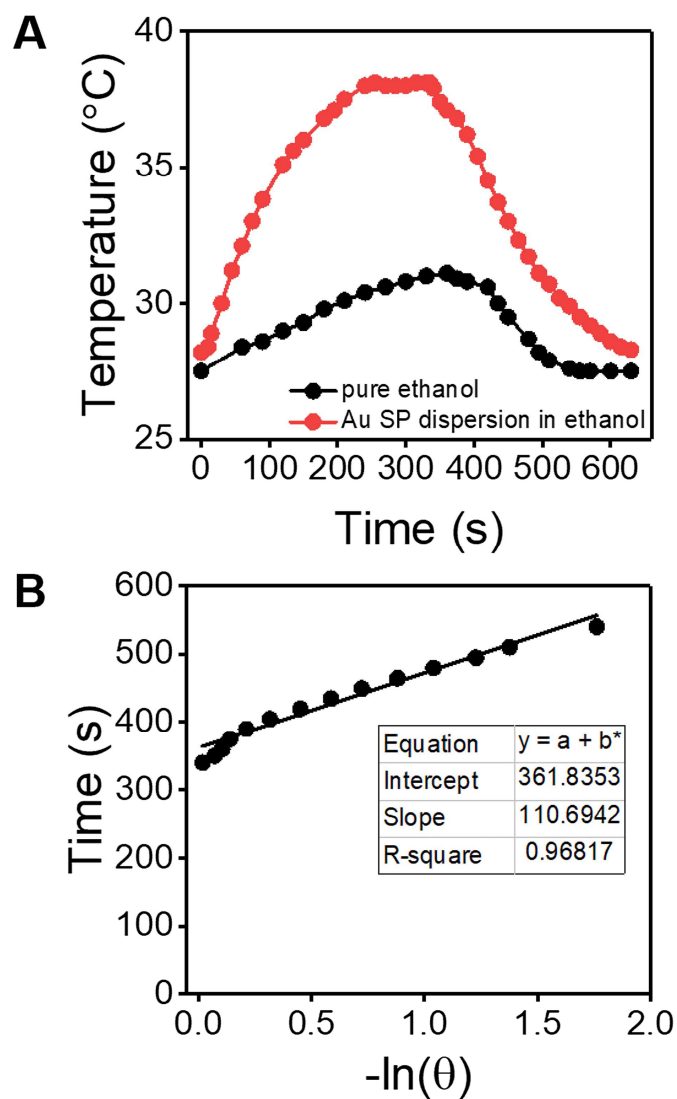 A
Temperature (°C)
40
35
30
25
pure ethanol
Au SP dispersion in ethanol
0 100 200 300 400 500 600
Time (s)
B
Time (s)
600
500
400
300
200
100
0
Equation y = a + b*
Intercept 361.8353
Slope 110.6942
R-square 0.96817
0.0 0.5 1.0 1.5 2.0
-ln(θ)